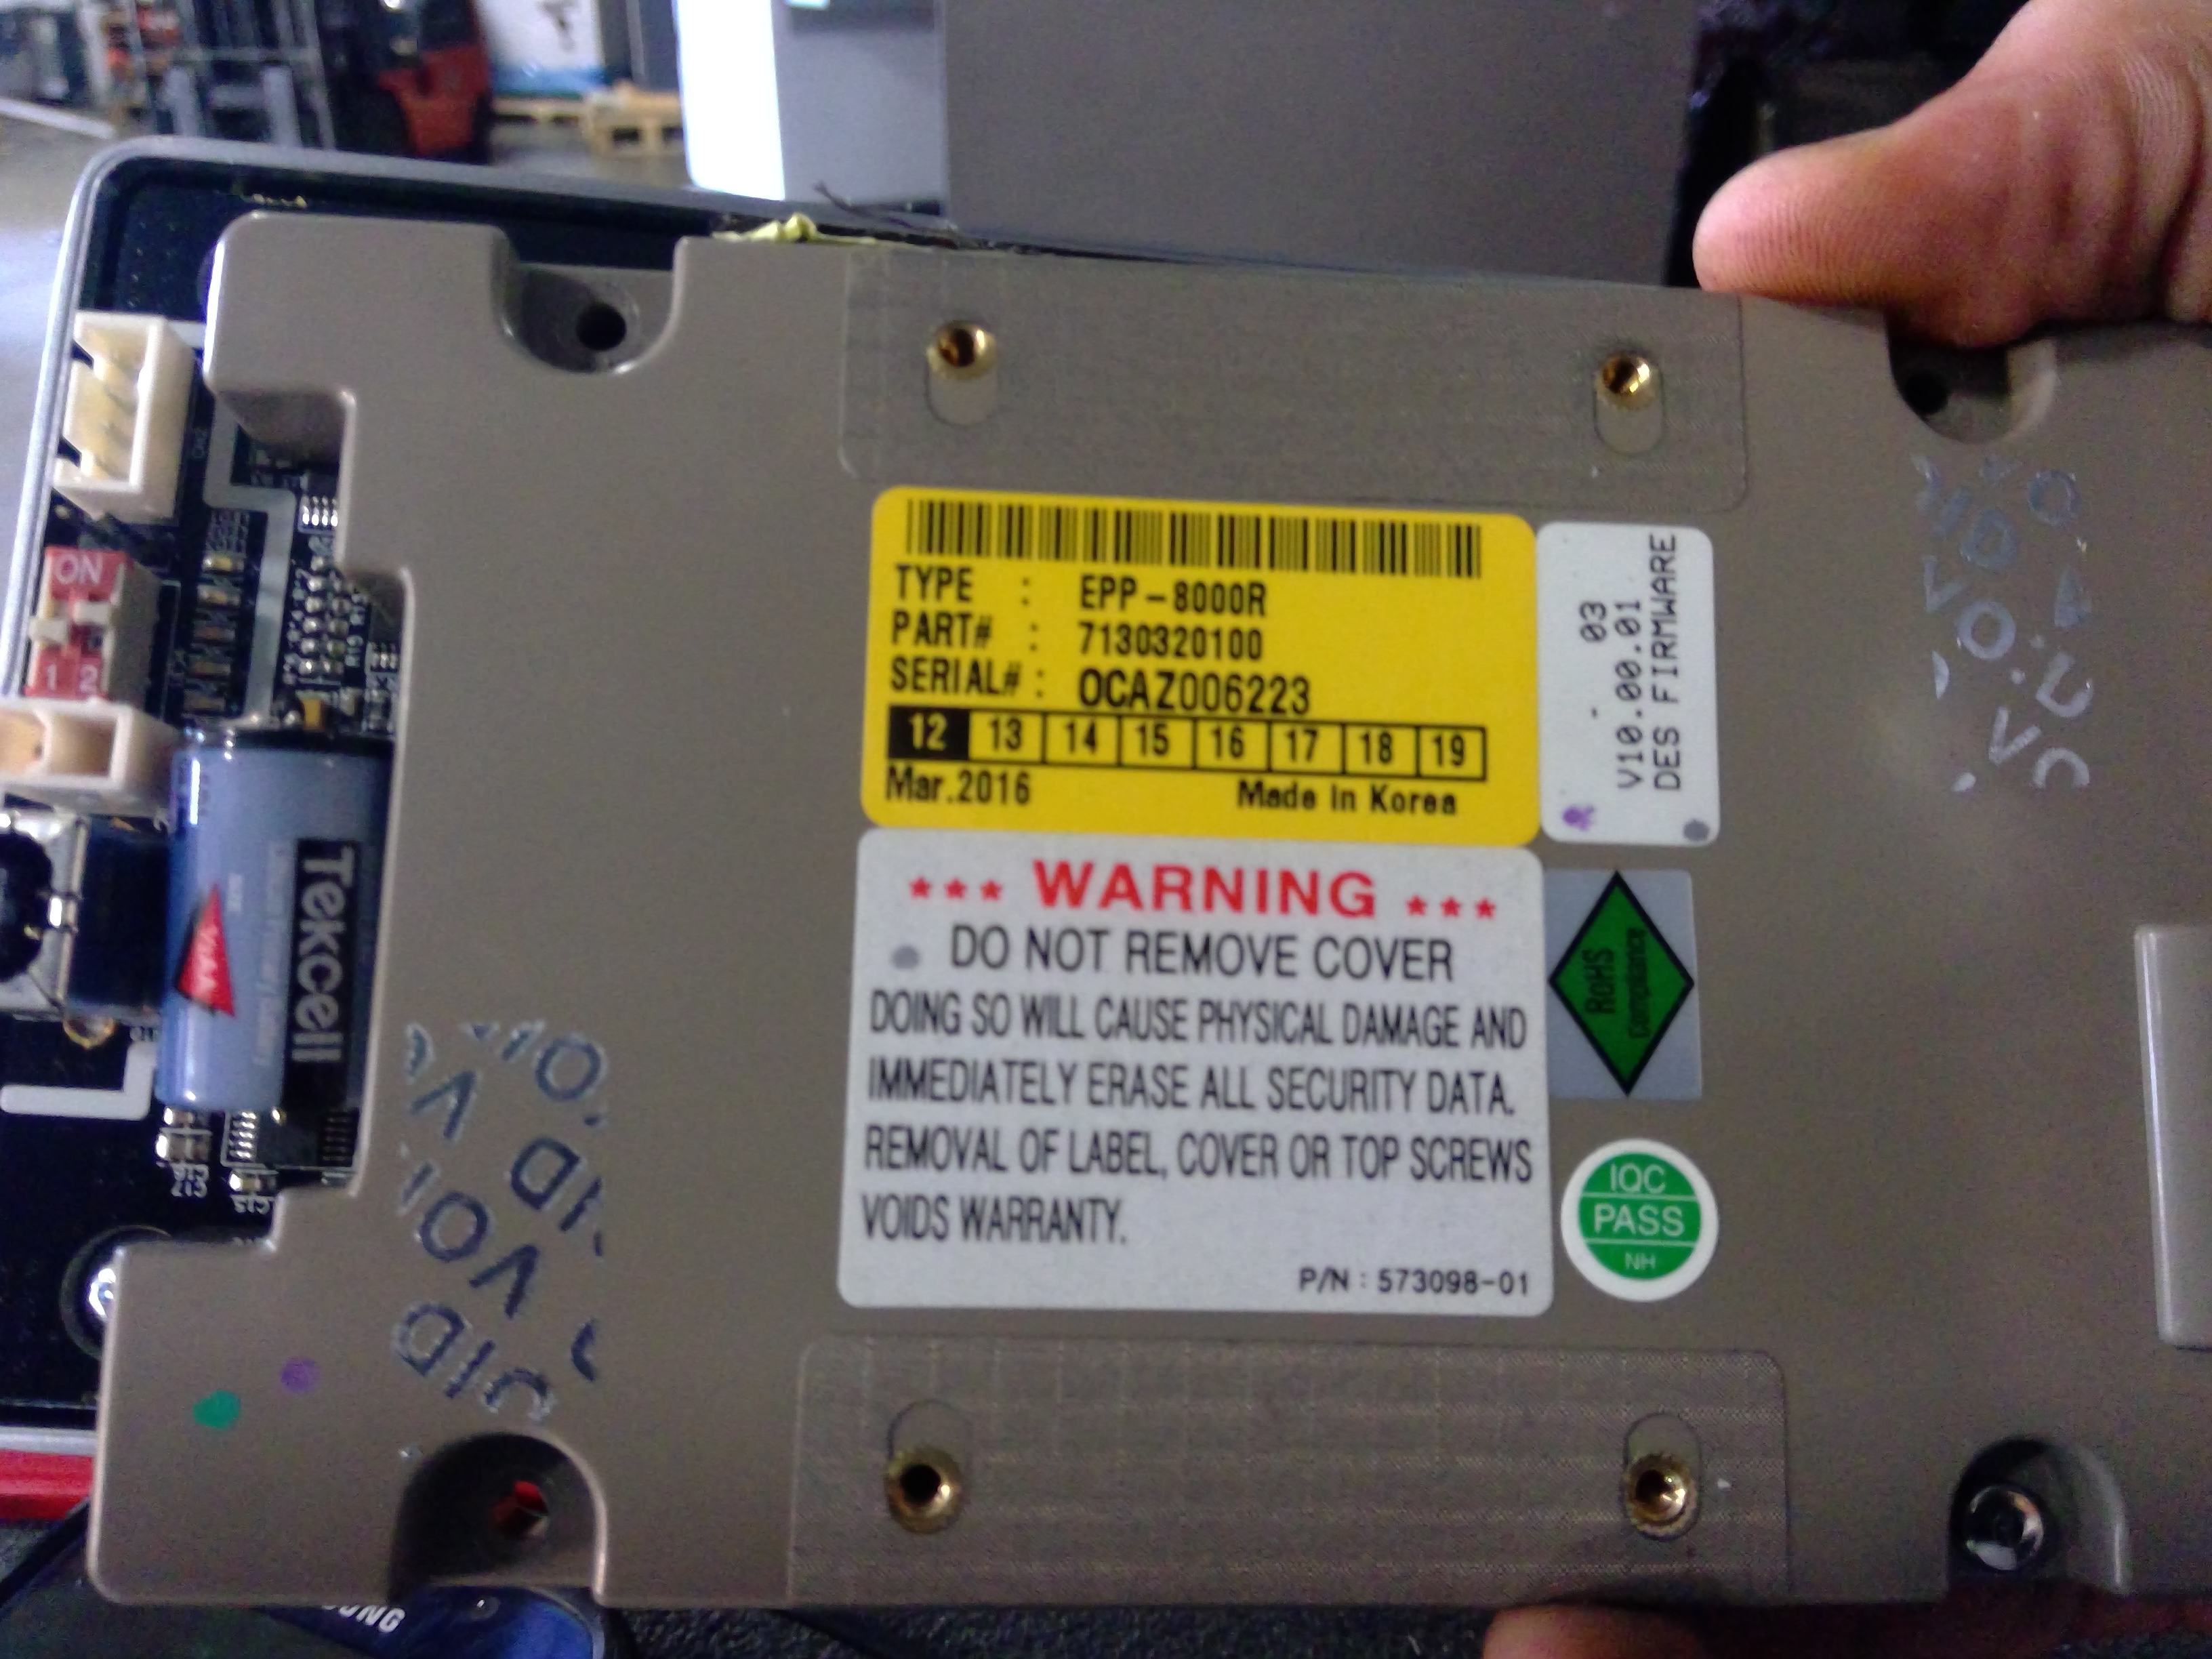 TYPE : EPP-8000R
PART# : 7130320100
SERIAL# : OCAZ006223
12 13 14 15 16 17 18 19
Mar.2016 Made In Korea
03
V10.00.01
DES FIRMWARE
*** WARNING ***
DO NOT REMOVE COVER
DOING SO WILL CAUSE PHYSICAL DAMAGE AND
IMMEDIATELY ERASE ALL SECURITY DATA.
REMOVAL OF LABEL, COVER OR TOP SCREWS
VOIDS WARRANTY.
P/N : 573098-01
RoHS
Compliance
IQC
PASS
NH
ON
1 2
Tekcell
C17